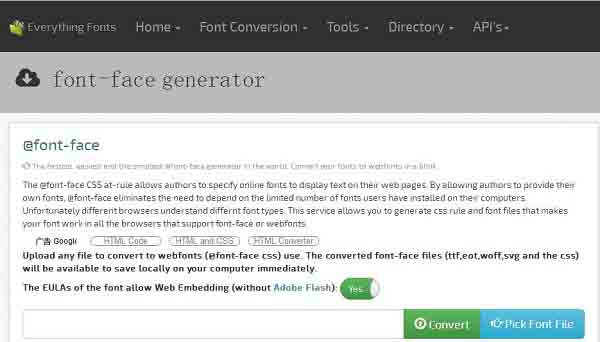 Everything Fonts Home Font Conversion Tools Directory API's
font-face generator
@font-face
The fastest, easiest and the smallest @font-face generator in the world. Convert your fonts to webfonts in a blink.
The @font-face CSS at-rule allows authors to specify online fonts to display text on their web pages. By allowing authors to provide their
own fonts, @font-face eliminates the need to depend on the limited number of fonts users have installed on their computers.
Unfortunately different browsers understand differnt font types. This service allows you to generate css rule and font files that makes
your font work in all the browsers that support font-face or webfonts.
广告 Google HTML Code HTML and CSS HTML Converter
Upload any file to convert to webfonts (@font-face css) use. The converted font-face files (ttf,eot,woff,svg and the css)
will be available to save locally on your computer immediately.
The EULAs of the font allow Web Embedding (without Adobe Flash): Yes
Convert Pick Font File